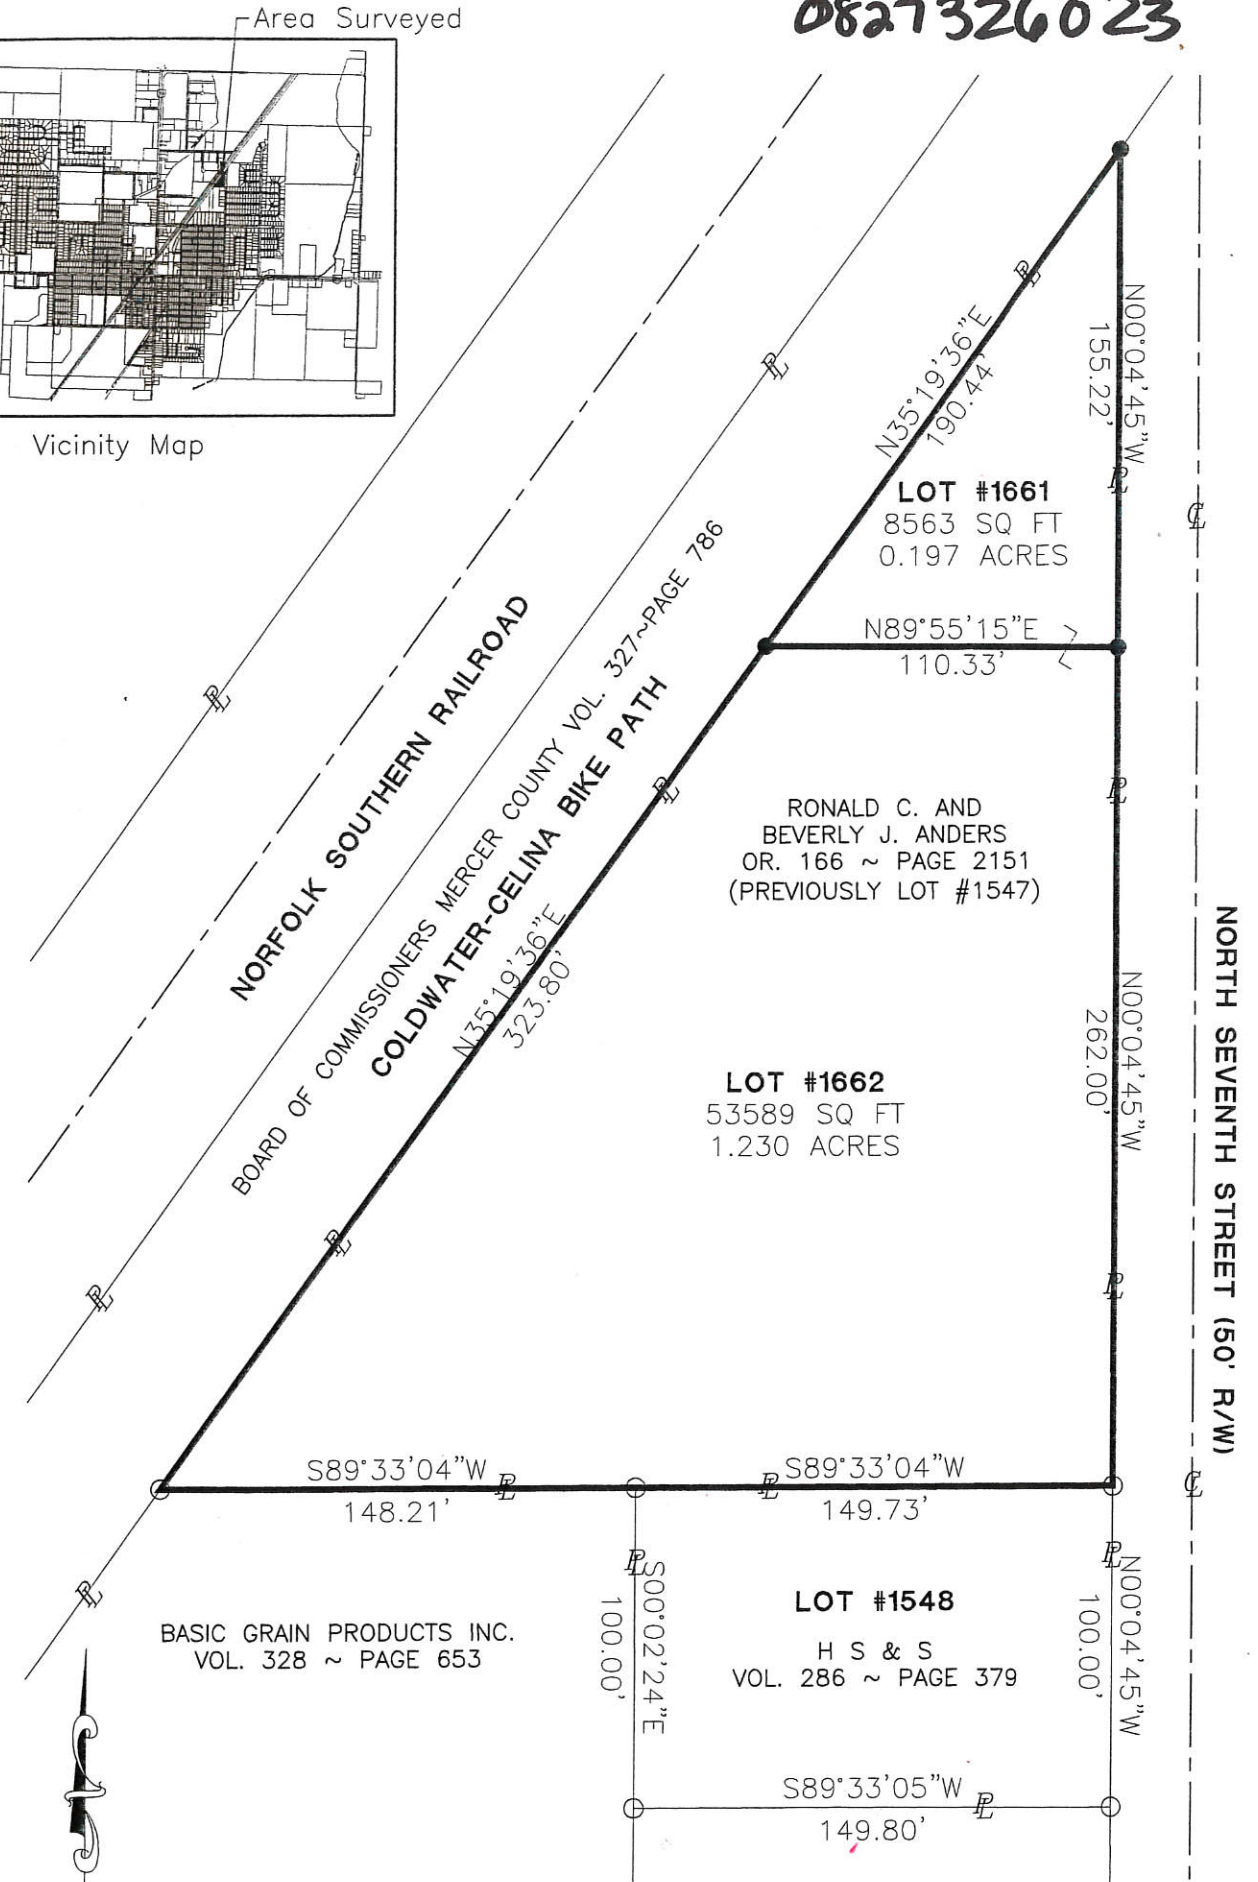 Area Surveyed
0827326023
Vicinity Map
N35°19'36"E
190.44'
N00°04'45"W
155.22'
LOT #1661
8563 SQ FT
0.197 ACRES
N89°55'15"E
110.33'
NORFOLK SOUTHERN RAILROAD
BOARD OF COMMISSIONERS MERCER COUNTY VOL. 327~PAGE 786
COLDWATER-CELINA BIKE PATH
N35°19'36"E
323.80'
RONALD C. AND
BEVERLY J. ANDERS
OR. 166 ~ PAGE 2151
(PREVIOUSLY LOT #1547)
LOT #1662
53589 SQ FT
1.230 ACRES
N00°04'45"W
262.00'
NORTH SEVENTH STREET (50' R/W)
S89°33'04"W
148.21'
S89°33'04"W
149.73'
BASIC GRAIN PRODUCTS INC.
VOL. 328 ~ PAGE 653
S00°02'24"E
100.00'
LOT #1548
H S & S
VOL. 286 ~ PAGE 379
N00°04'45"W
100.00'
S89°33'05"W
149.80'